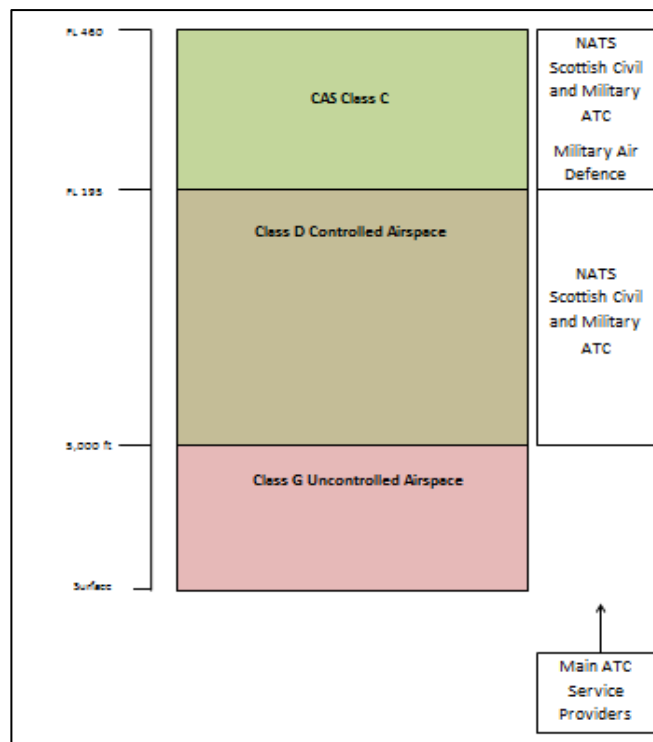 FL 460
CAS Class C
NATS
Scottish Civil
and Military
ATC
Military Air
Defence
FL 195
Class D Controlled Airspace
NATS
Scottish Civil
and Military
ATC
Class G Uncontrolled Airspace
Surface
Main ATC
Service
Providers